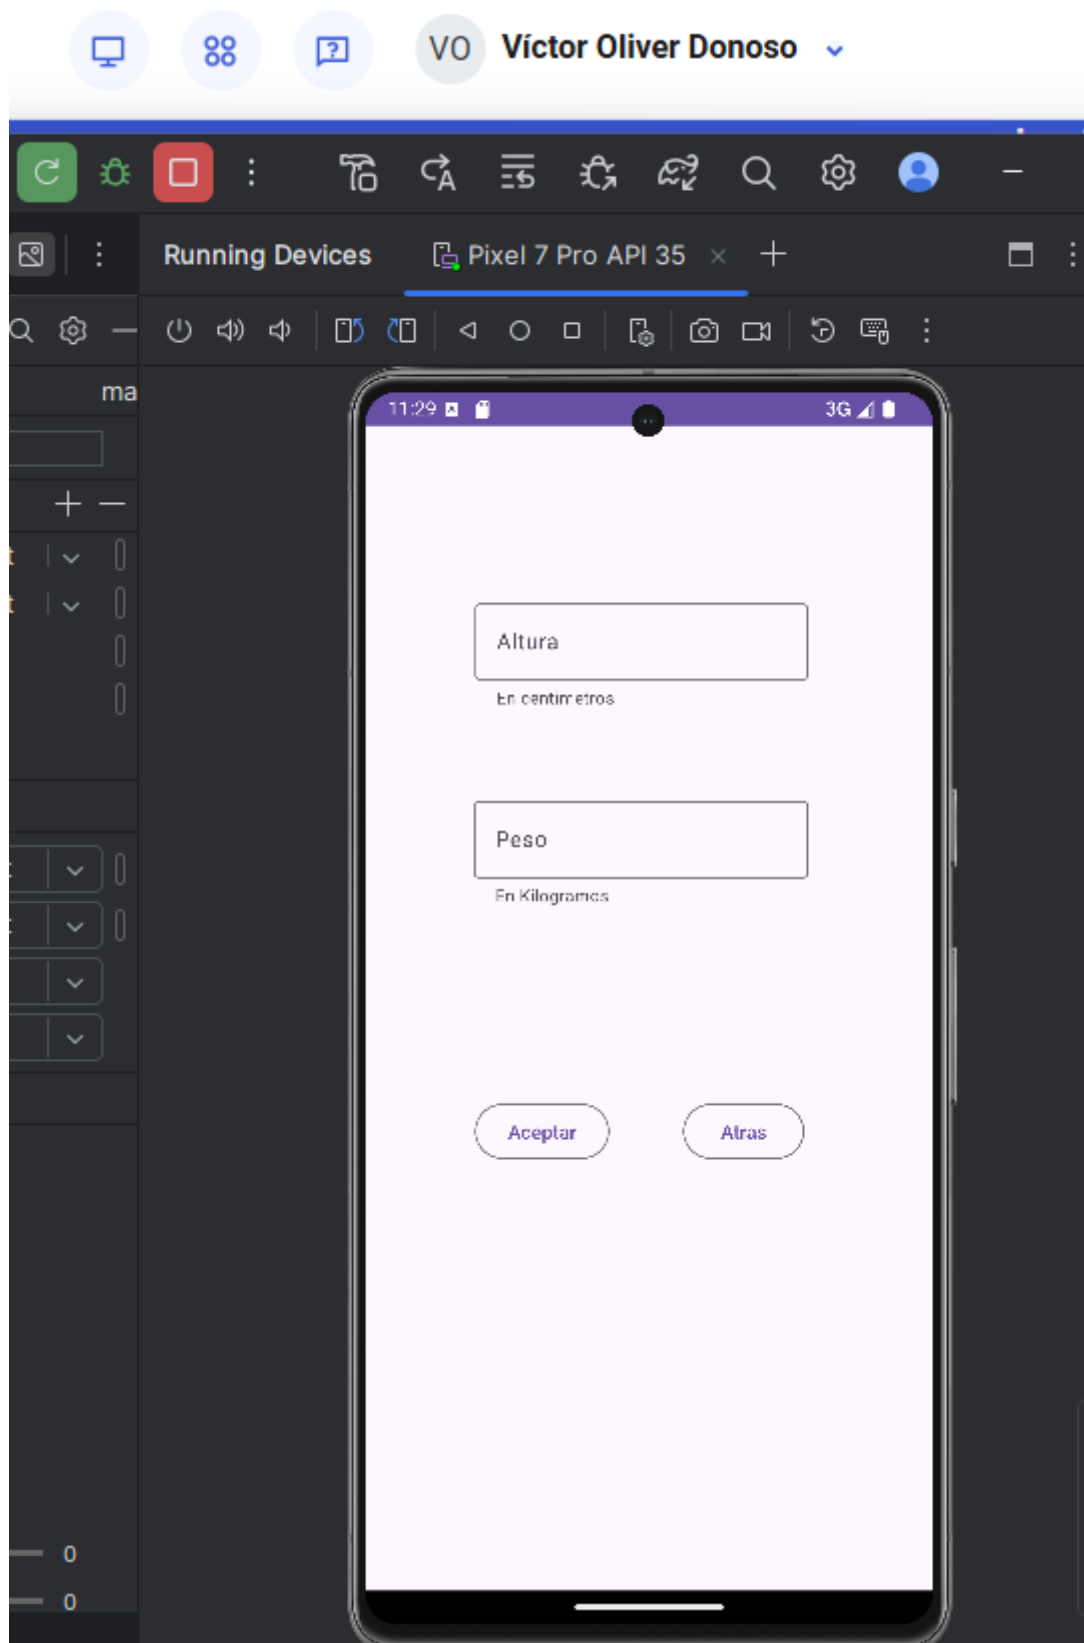 VO Víctor Oliver Donoso
Running Devices Pixel 7 Pro API 35
ma
11:29 3G
Altura
En centimetros
Peso
En Kilogramos
Aceptar Atras
0
0